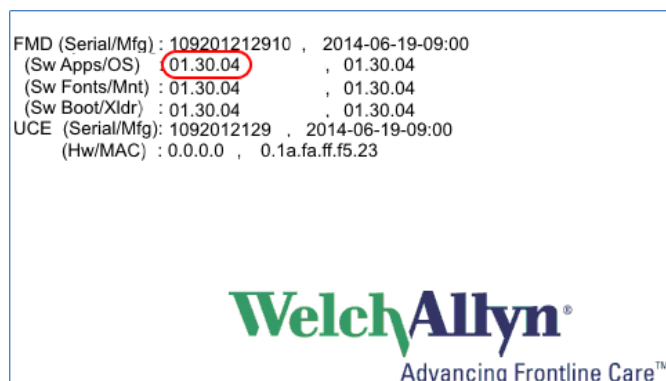 FMD (Serial/Mfg) : 109201212910 , 2014-06-19-09:00
(Sw Apps/OS) : 01.30.04 , 01.30.04
(Sw Fonts/Mnt) : 01.30.04 , 01.30.04
(Sw Boot/Xldr) : 01.30.04 , 01.30.04
UCE (Serial/Mfg): 1092012129 , 2014-06-19-09:00
(Hw/MAC) : 0.0.0.0 , 0.1a.fa.ff.f5.23
WelchAllyn®
Advancing Frontline Care™